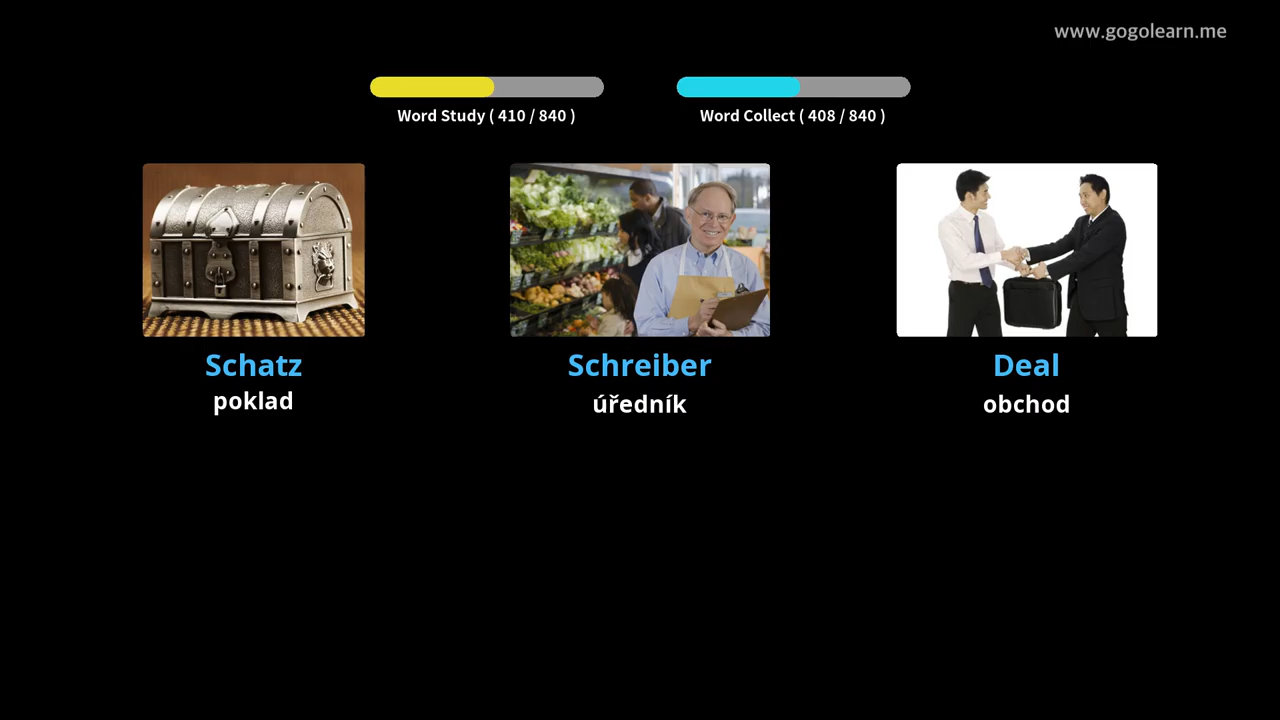 www.gogolearn.me
Word Study ( 410 / 840 )
Word Collect ( 408 / 840 )
Schatz
poklad
Schreiber
úředník
Deal
obchod